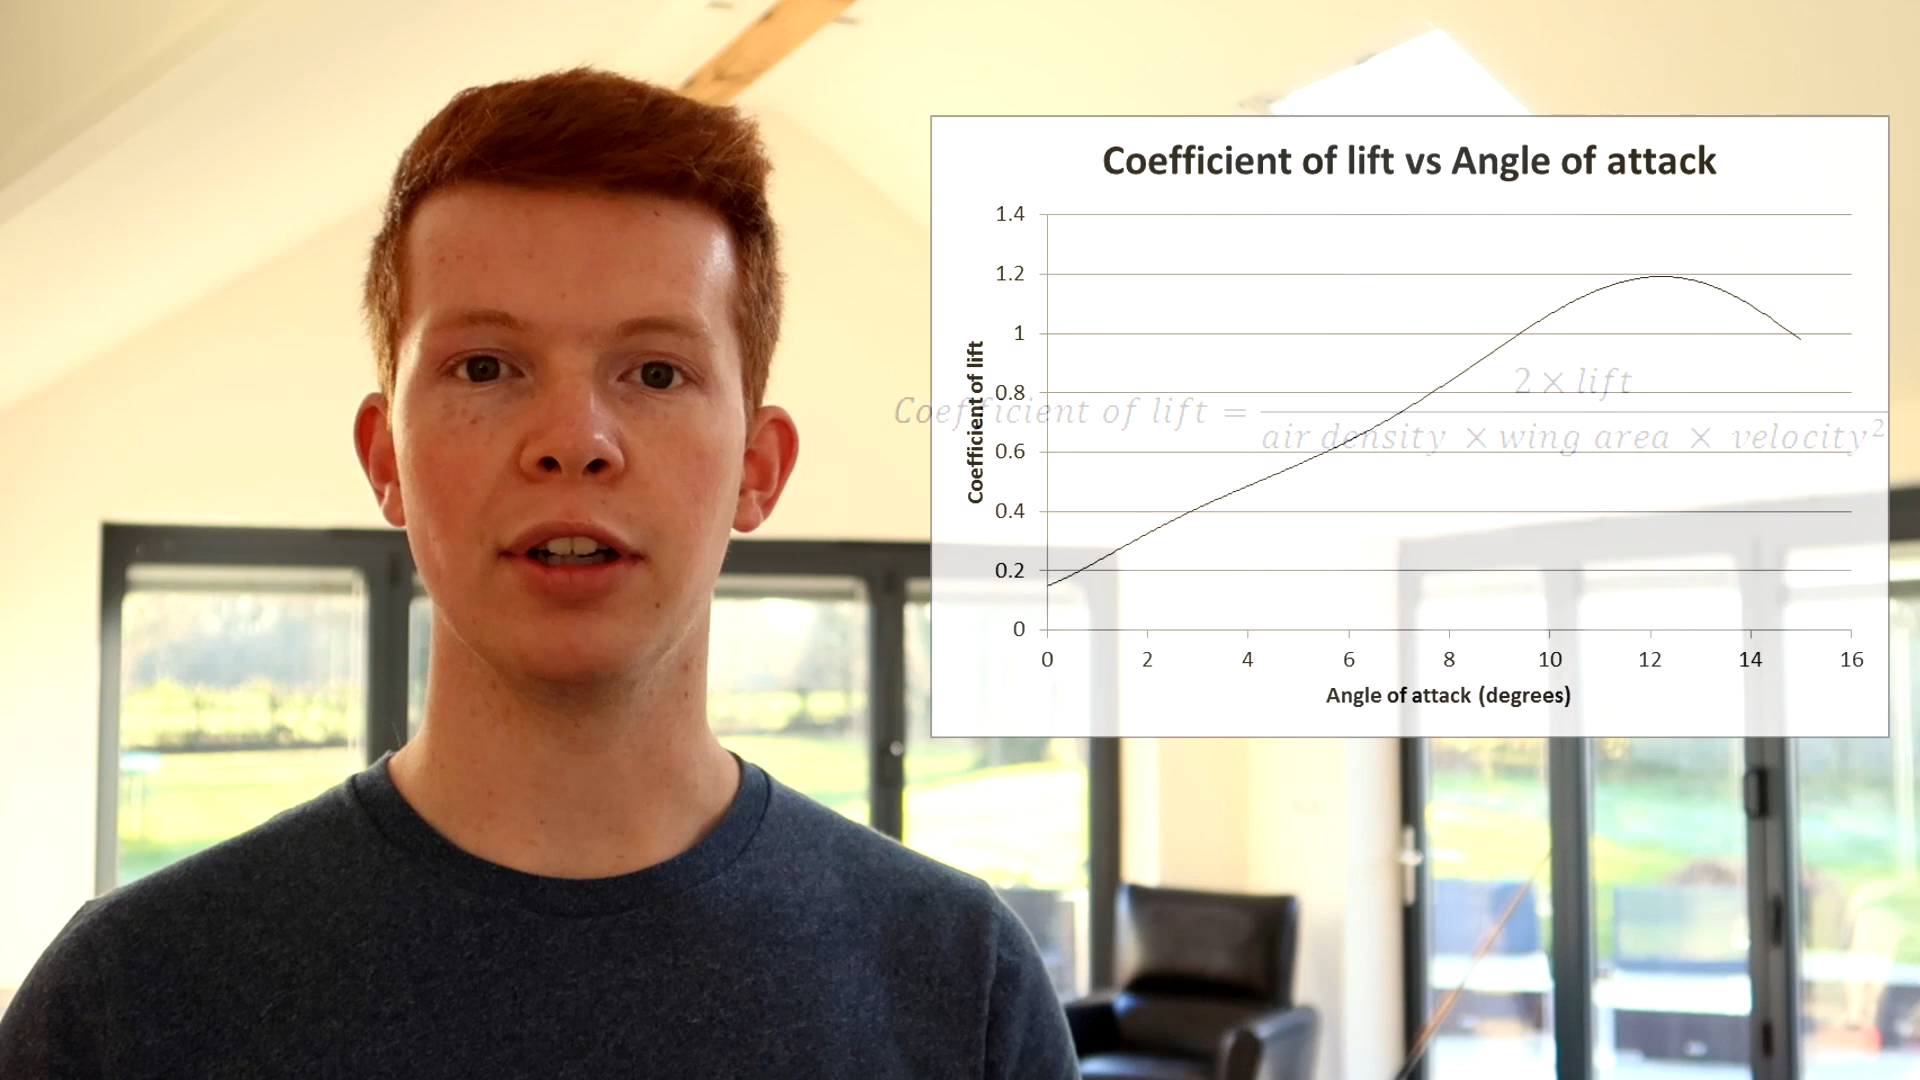 Coefficient of lift vs Angle of attack
1.4
1.2
1
0.8
0.6
0.4
0.2
0
Coefficient of lift
0 2 4 6 8 10 12 14 16
Angle of attack (degrees)
Coefficient of lift = 2 × lift
air density × wing area × velocity²